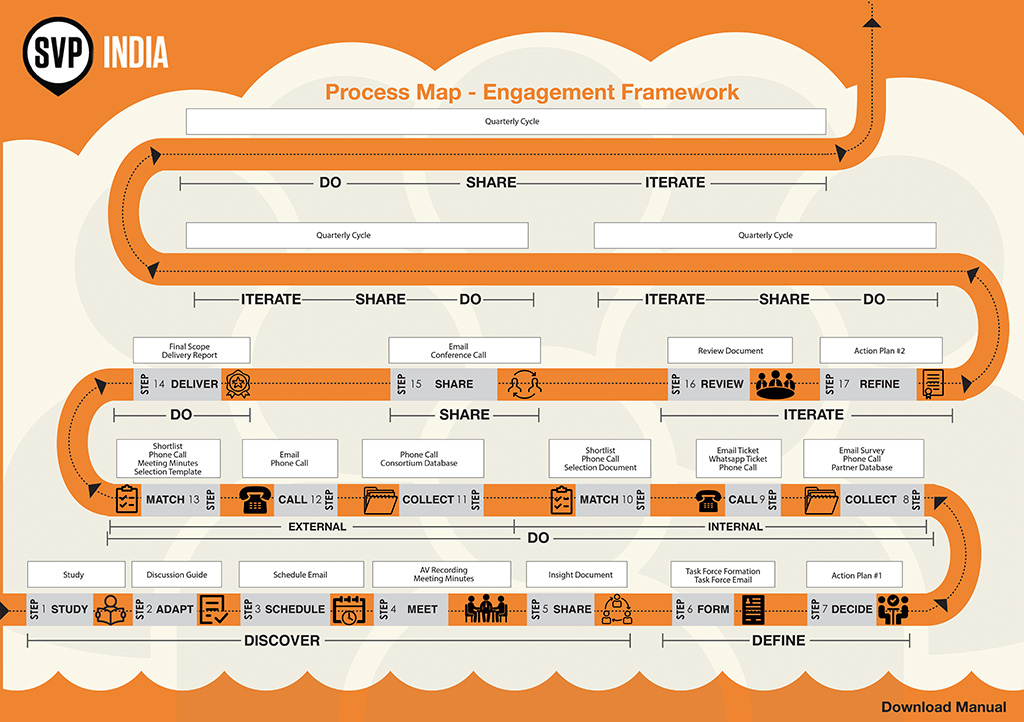 SVP INDIA
Process Map - Engagement Framework
Quarterly Cycle
DO SHARE ITERATE
Quarterly Cycle Quarterly Cycle
ITERATE SHARE DO ITERATE SHARE DO
Final Scope
Delivery Report
Email
Conference Call
Review Document
Action Plan #2
STEP 14 DELIVER
STEP 15 SHARE
STEP 16 REVIEW
STEP 17 REFINE
DO SHARE ITERATE
Shortlist
Phone Call
Meeting Minutes
Selection Template
Email
Phone Call
Phone Call
Consortium Database
Shortlist
Phone Call
Selection Document
Email Ticket
Whatsapp Ticket
Phone Call
Email Survey
Phone Call
Partner Database
MATCH 13 STEP
CALL 12 STEP
COLLECT 11 STEP
MATCH 10 STEP
CALL 9 STEP
COLLECT 8 STEP
EXTERNAL INTERNAL
DO
Study
Discussion Guide
Schedule Email
AV Recording
Meeting Minutes
Insight Document
Task Force Formation
Task Force Email
Action Plan #1
STEP 1 STUDY
STEP 2 ADAPT
STEP 3 SCHEDULE
STEP 4 MEET
STEP 5 SHARE
STEP 6 FORM
STEP 7 DECIDE
DISCOVER DEFINE
Download Manual